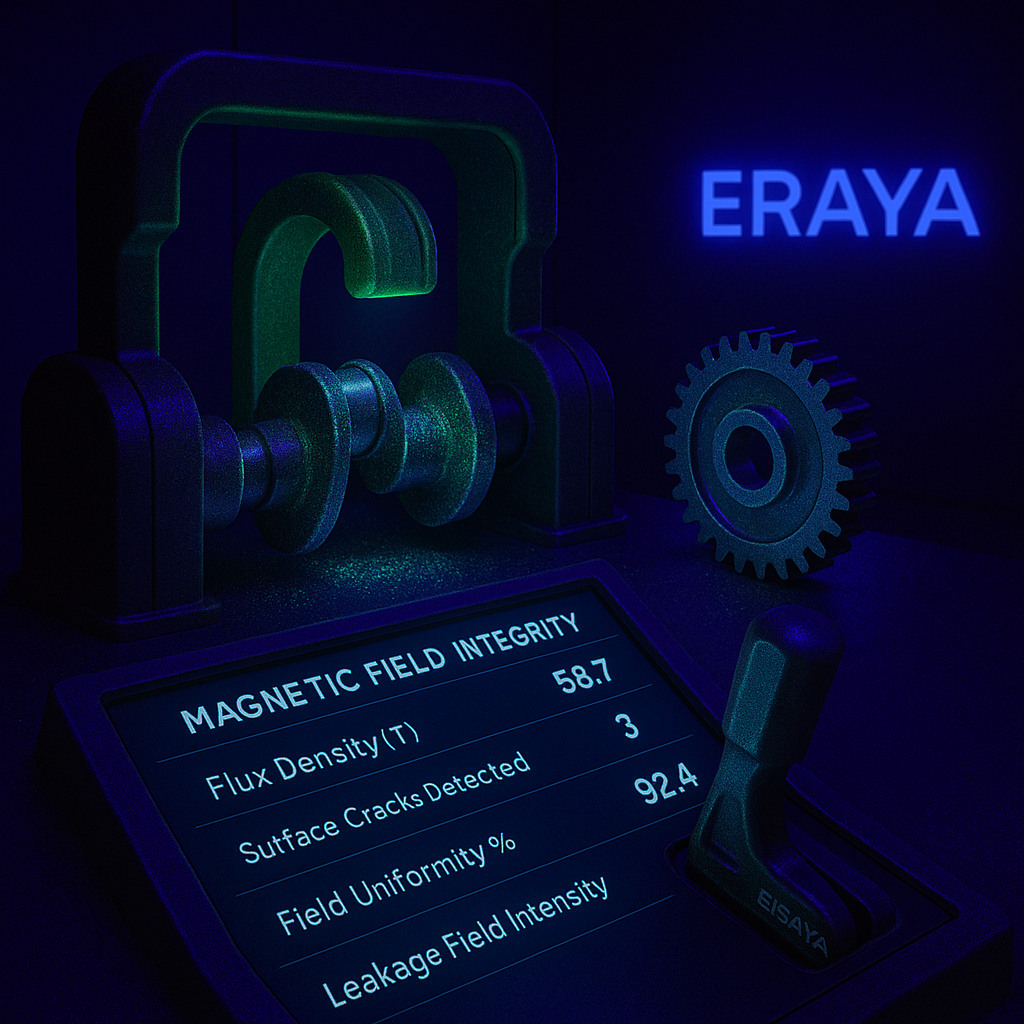 ERAYA
MAGNETIC FIELD INTEGRITY
Flux Density (T) 58.7
Sutface Cracks Detected 3
Field Uniformity % 92.4
Leakage Field Intensity
EISAYA